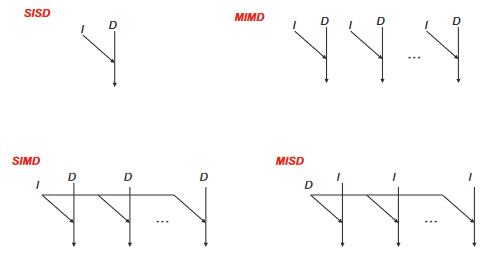 SISD
I D
MIMD
I D I D ... I D
SIMD
I D D ... D
MISD
D I I ... I